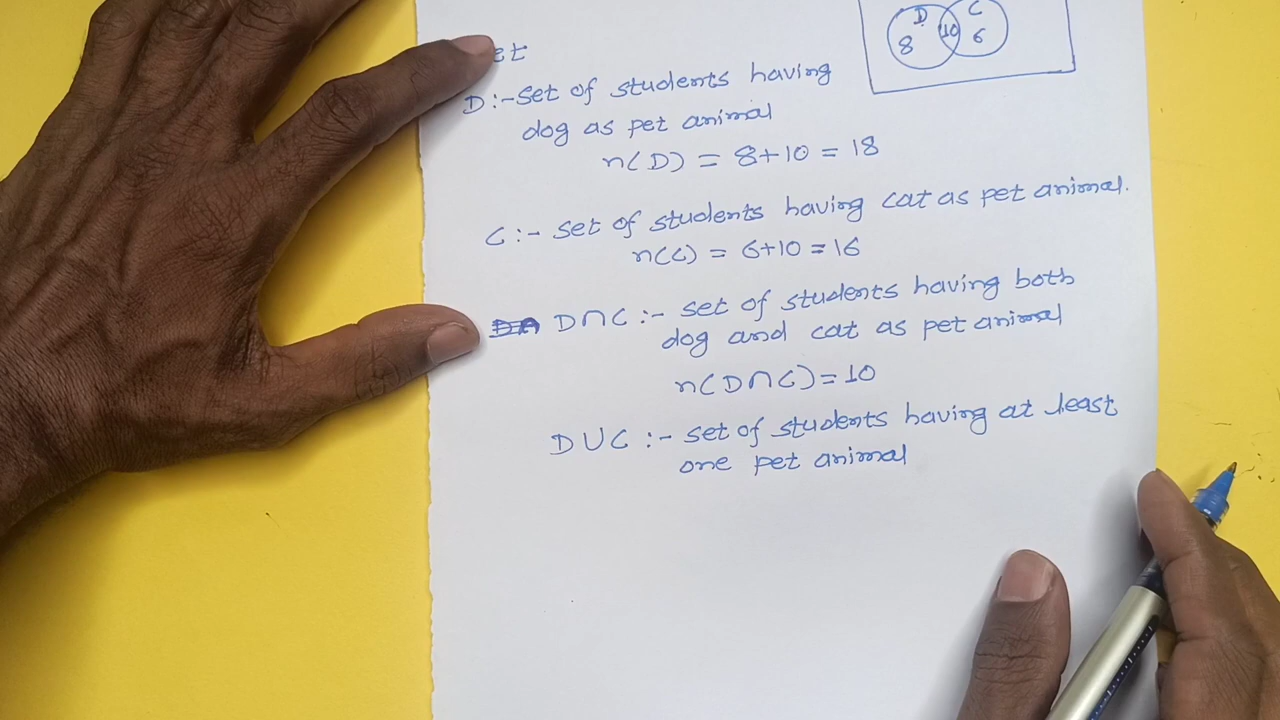 D C
8 10 6
et
D:-set of students having
dog as pet animal
n(D) = 8+10 = 18
C:- set of students having cat as pet animal.
n(C) = 6+10 = 16
D∩C :- set of students having both
dog and cat as pet animal
n(D∩C)=10
D∪C :- set of students having at least
one pet animal